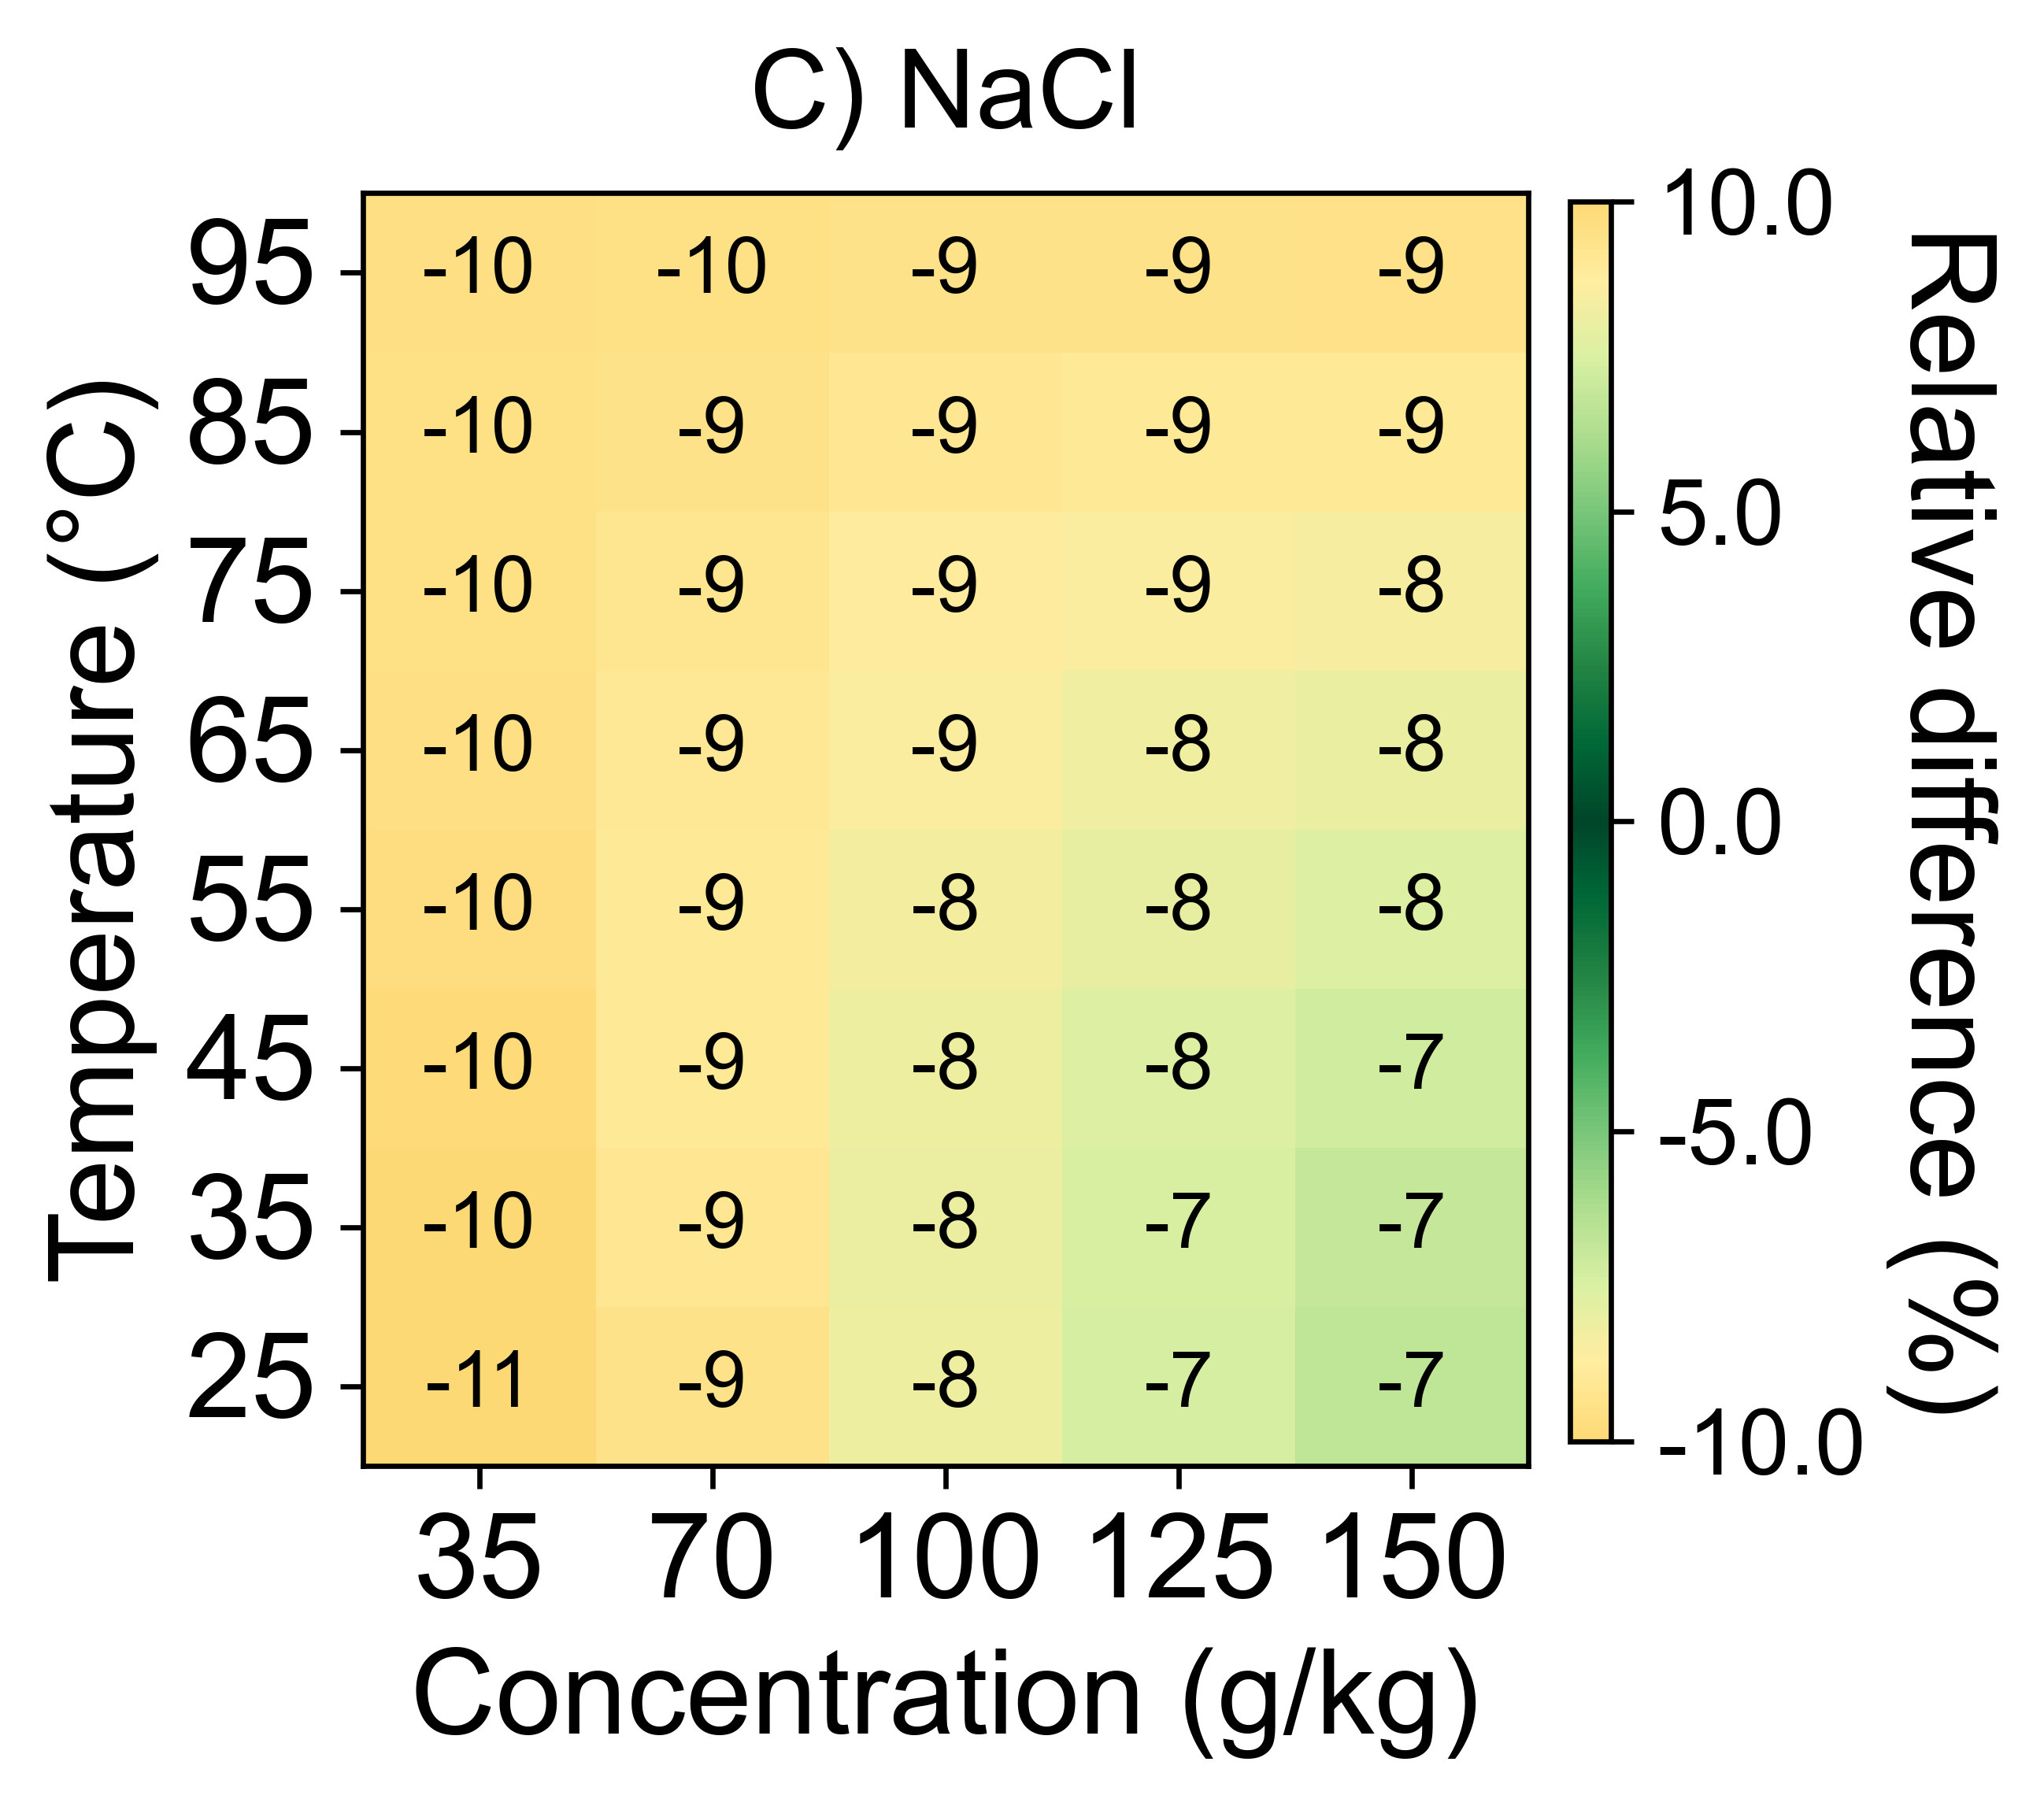 C) NaCl
Temperature (°C)
95 -10 -10 -9 -9 -9
85 -10 -9 -9 -9 -9
75 -10 -9 -9 -9 -8
65 -10 -9 -9 -8 -8
55 -10 -9 -8 -8 -8
45 -10 -9 -8 -8 -7
35 -10 -9 -8 -7 -7
25 -11 -9 -8 -7 -7
35 70 100 125 150
Concentration (g/kg)
10.0
5.0
0.0
-5.0
-10.0
Relative difference (%)